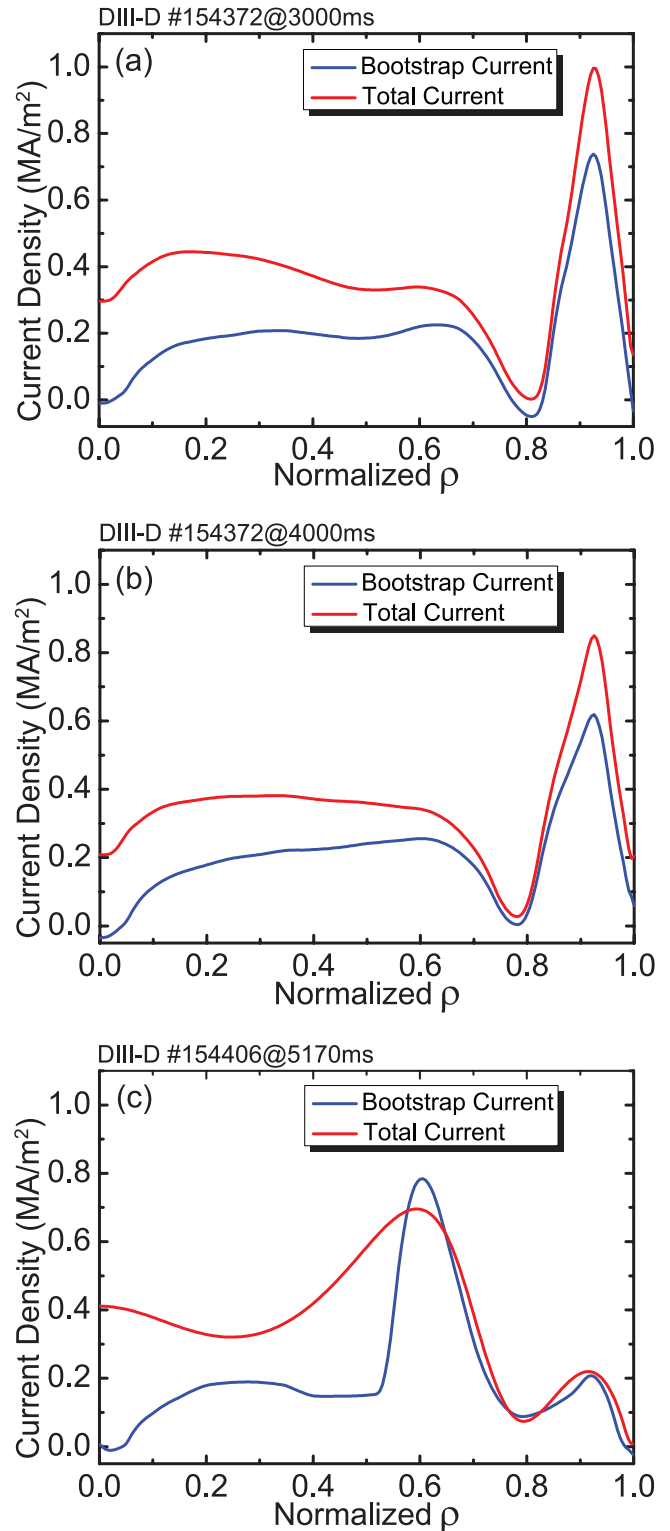 DIII-D #154372@3000ms
(a)
Bootstrap Current
Total Current
Current Density (MA/m²)
1.0
0.8
0.6
0.4
0.2
0.0
0.0 0.2 0.4 0.6 0.8 1.0
Normalized ρ
DIII-D #154372@4000ms
(b)
Bootstrap Current
Total Current
Current Density (MA/m²)
1.0
0.8
0.6
0.4
0.2
0.0
0.0 0.2 0.4 0.6 0.8 1.0
Normalized ρ
DIII-D #154406@5170ms
(c)
Bootstrap Current
Total Current
Current Density (MA/m²)
1.0
0.8
0.6
0.4
0.2
0.0
0.0 0.2 0.4 0.6 0.8 1.0
Normalized ρ